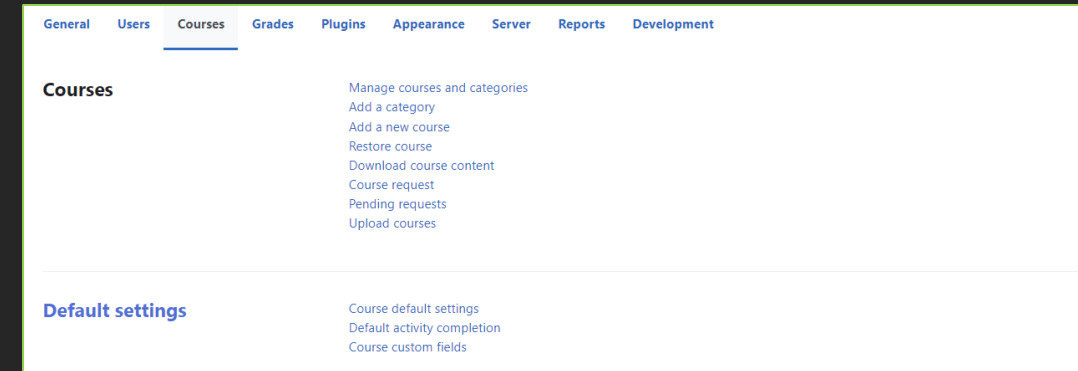 General Users Courses Grades Plugins Appearance Server Reports Development
Courses
Manage courses and categories
Add a category
Add a new course
Restore course
Download course content
Course request
Pending requests
Upload courses
Default settings
Course default settings
Default activity completion
Course custom fields